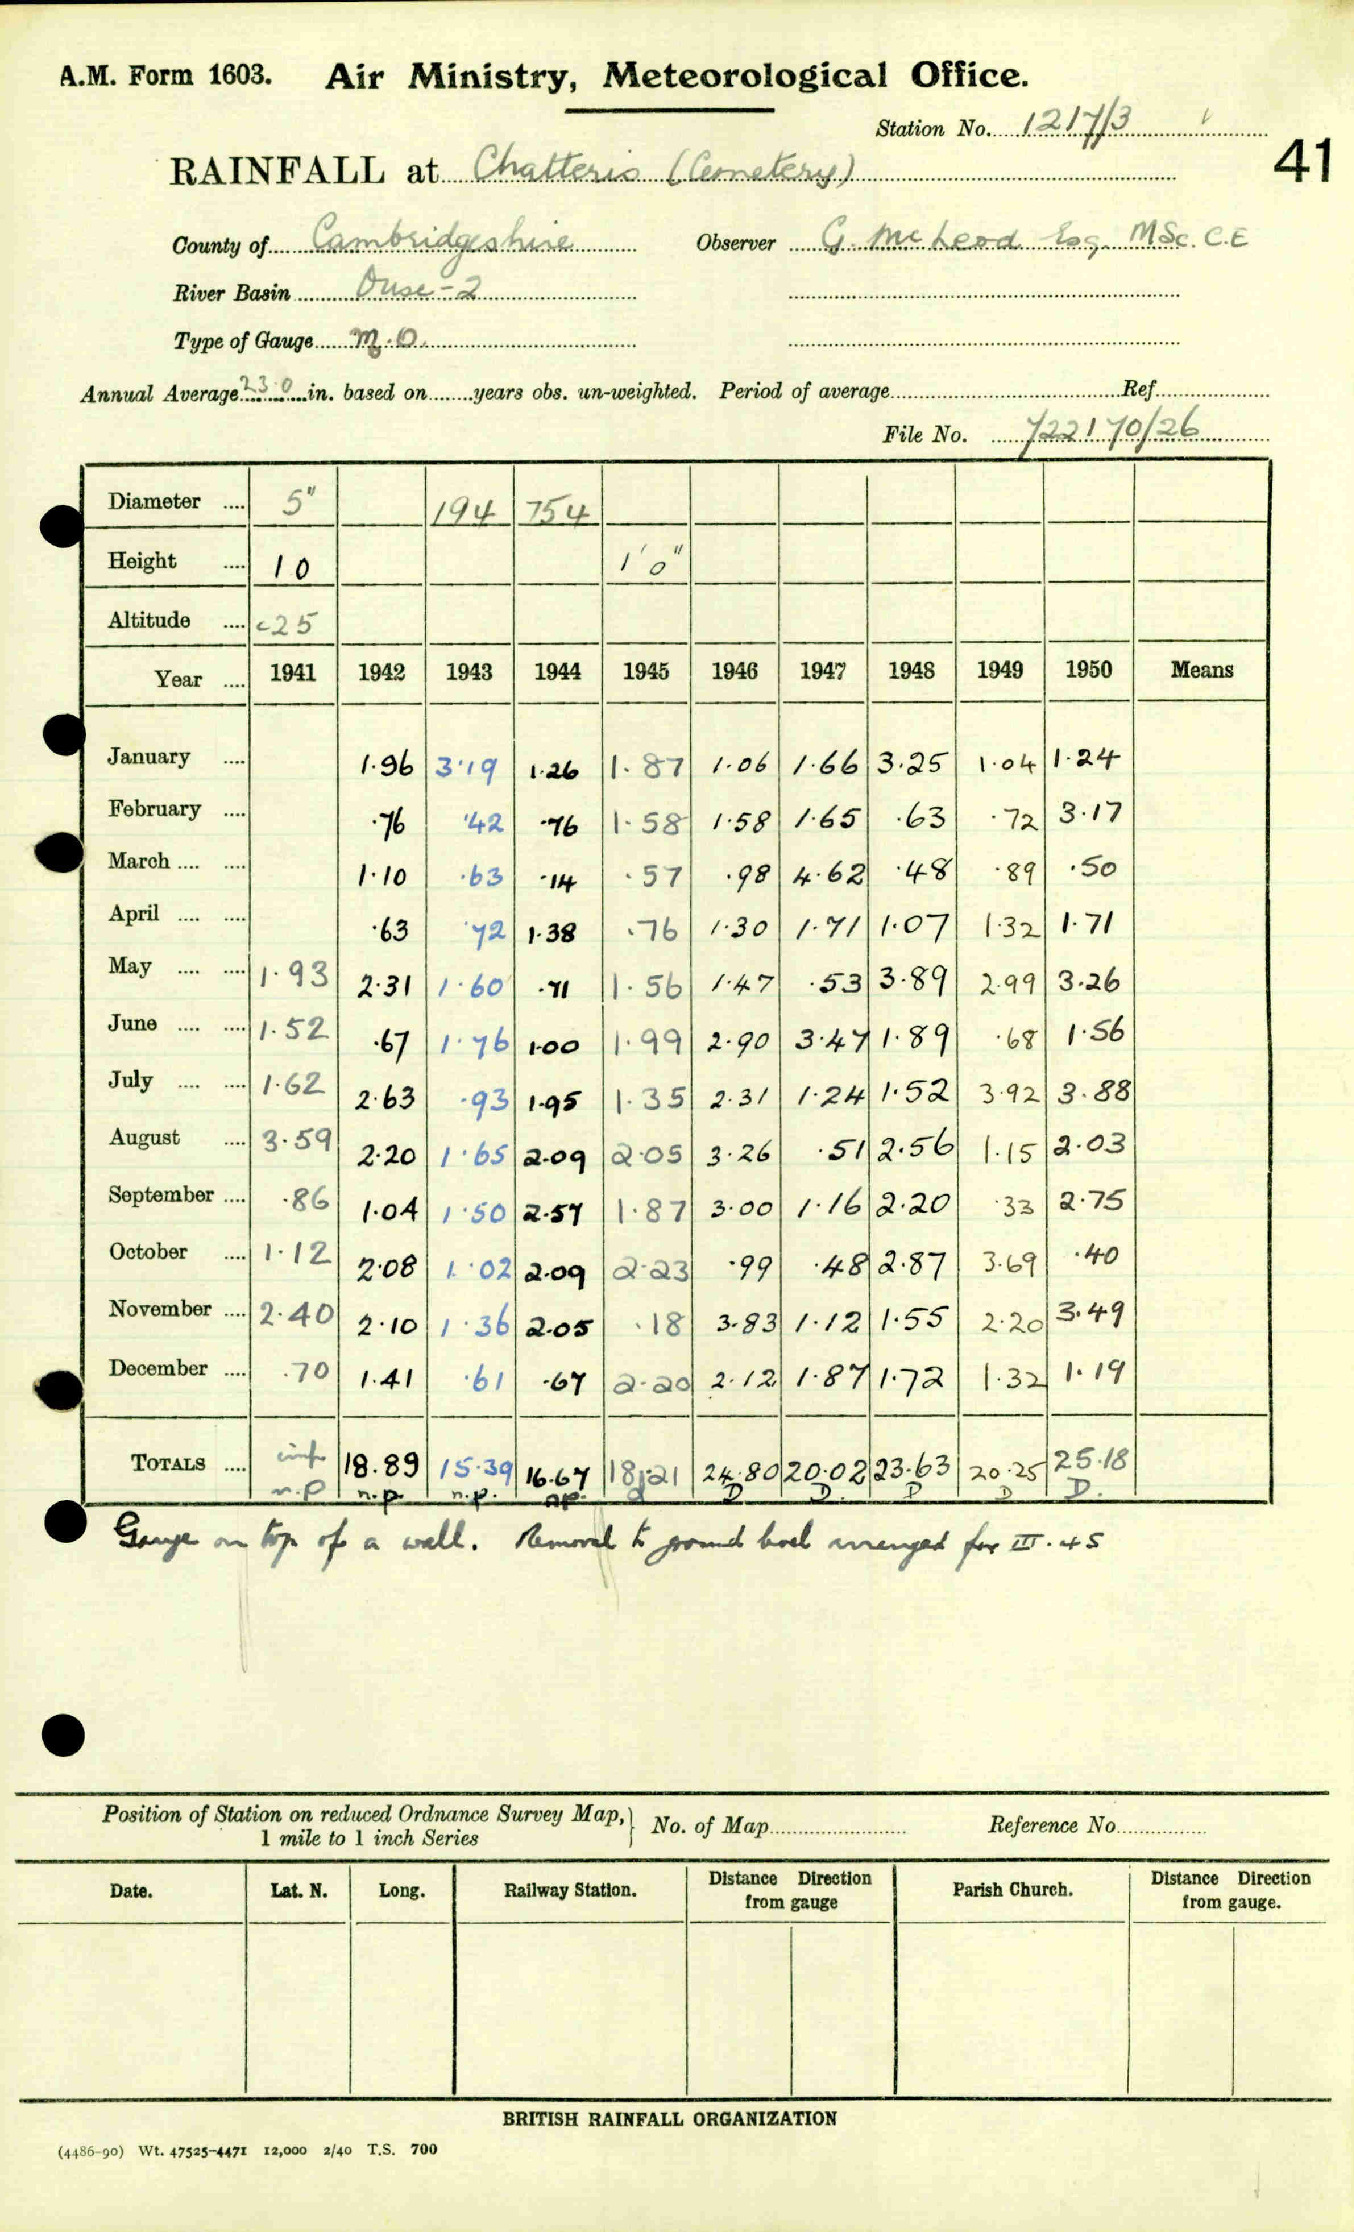 A.M. Form 1603. Air Ministry, Meteorological Office.
Station No. 1217/3
41
RAINFALL at Chatteris (Cemetery)
County of Cambridgeshire Observer G. McLeod Esq. MSc. C.E
River Basin Ouse-2
Type of Gauge M.O.
Annual Average 23.0 in. based on ........ years obs. un-weighted. Period of average Ref
File No. 722170/26
Diameter .... 5" 194 754
Height .... 10 1'0"
Altitude .... c25
Year .... 1941 1942 1943 1944 1945 1946 1947 1948 1949 1950 Means
January .... 1.96 3.19 1.26 1.87 1.06 1.66 3.25 1.04 1.24
February .... .76 .42 .76 1.58 1.58 1.65 .63 .72 3.17
March .... .... 1.10 .63 .14 .57 .98 4.62 .48 .89 .50
April .... .... .63 .72 1.38 .76 1.30 1.71 1.07 1.32 1.71
May .... .... 1.93 2.31 1.60 .71 1.56 1.47 .53 3.89 2.99 3.26
June .... .... 1.52 .67 1.76 1.00 1.99 2.90 3.47 1.89 .68 1.56
July .... .... 1.62 2.63 .93 1.95 1.35 2.31 1.24 1.52 3.92 3.88
August .... 3.59 2.20 1.65 2.09 2.05 3.26 .51 2.56 1.15 2.03
September .... .86 1.04 1.50 2.57 1.87 3.00 1.16 2.20 .33 2.75
October .... 1.12 2.08 1.02 2.09 2.23 .99 .48 2.87 3.69 .40
November .... 2.40 2.10 1.36 2.05 .18 3.83 1.12 1.55 2.20 3.49
December .... .70 1.41 .61 .67 2.20 2.12 1.87 1.72 1.32 1.19
TOTALS .... 18.89 15.39 16.67 18.21 24.80 20.02 23.63 20.25 25.18
n.p n.p. n.p. n.p. D D. D D D.
Gauge on top of a wall. Removal to ground level arranged for III.45
Position of Station on reduced Ordnance Survey Map, 1 mile to 1 inch Series No. of Map Reference No
Date. Lat. N. Long. Railway Station. Distance Direction from gauge Parish Church. Distance Direction from gauge.
BRITISH RAINFALL ORGANIZATION
(4486-90) Wt. 47525-4471 12,000 2/40 T.S. 700